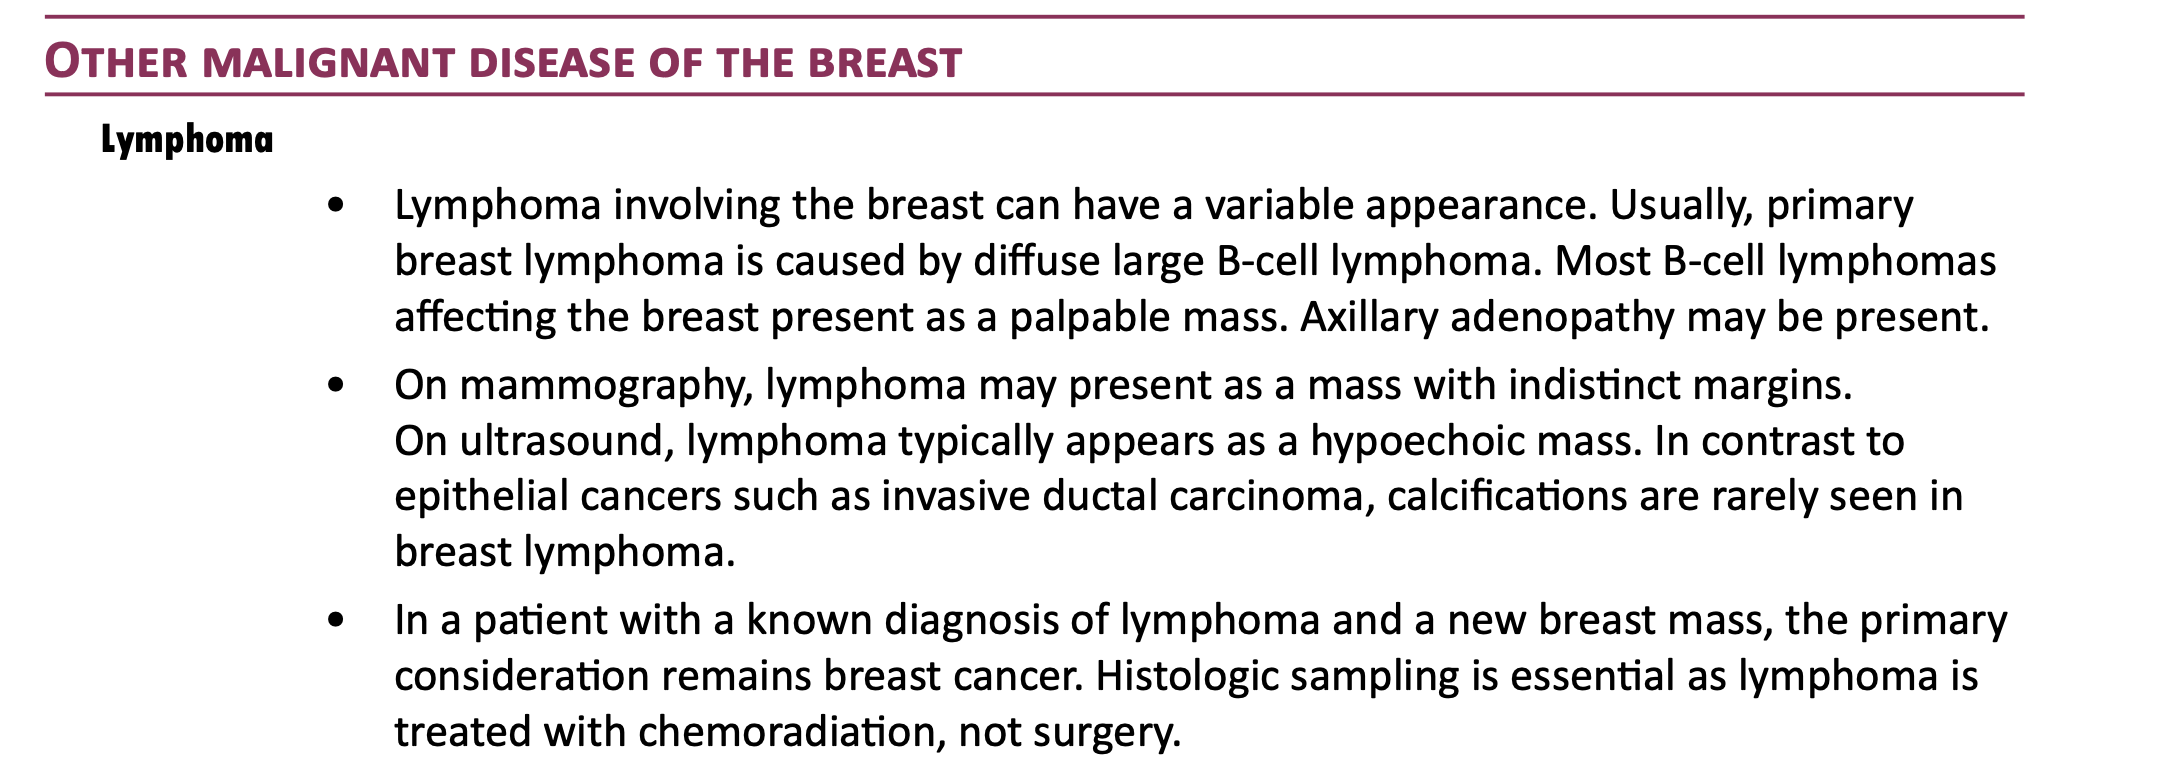 OTHER MALIGNANT DISEASE OF THE BREAST
Lymphoma
• Lymphoma involving the breast can have a variable appearance. Usually, primary
breast lymphoma is caused by diffuse large B-cell lymphoma. Most B-cell lymphomas
affecting the breast present as a palpable mass. Axillary adenopathy may be present.
• On mammography, lymphoma may present as a mass with indistinct margins.
On ultrasound, lymphoma typically appears as a hypoechoic mass. In contrast to
epithelial cancers such as invasive ductal carcinoma, calcifications are rarely seen in
breast lymphoma.
• In a patient with a known diagnosis of lymphoma and a new breast mass, the primary
consideration remains breast cancer. Histologic sampling is essential as lymphoma is
treated with chemoradiation, not surgery.